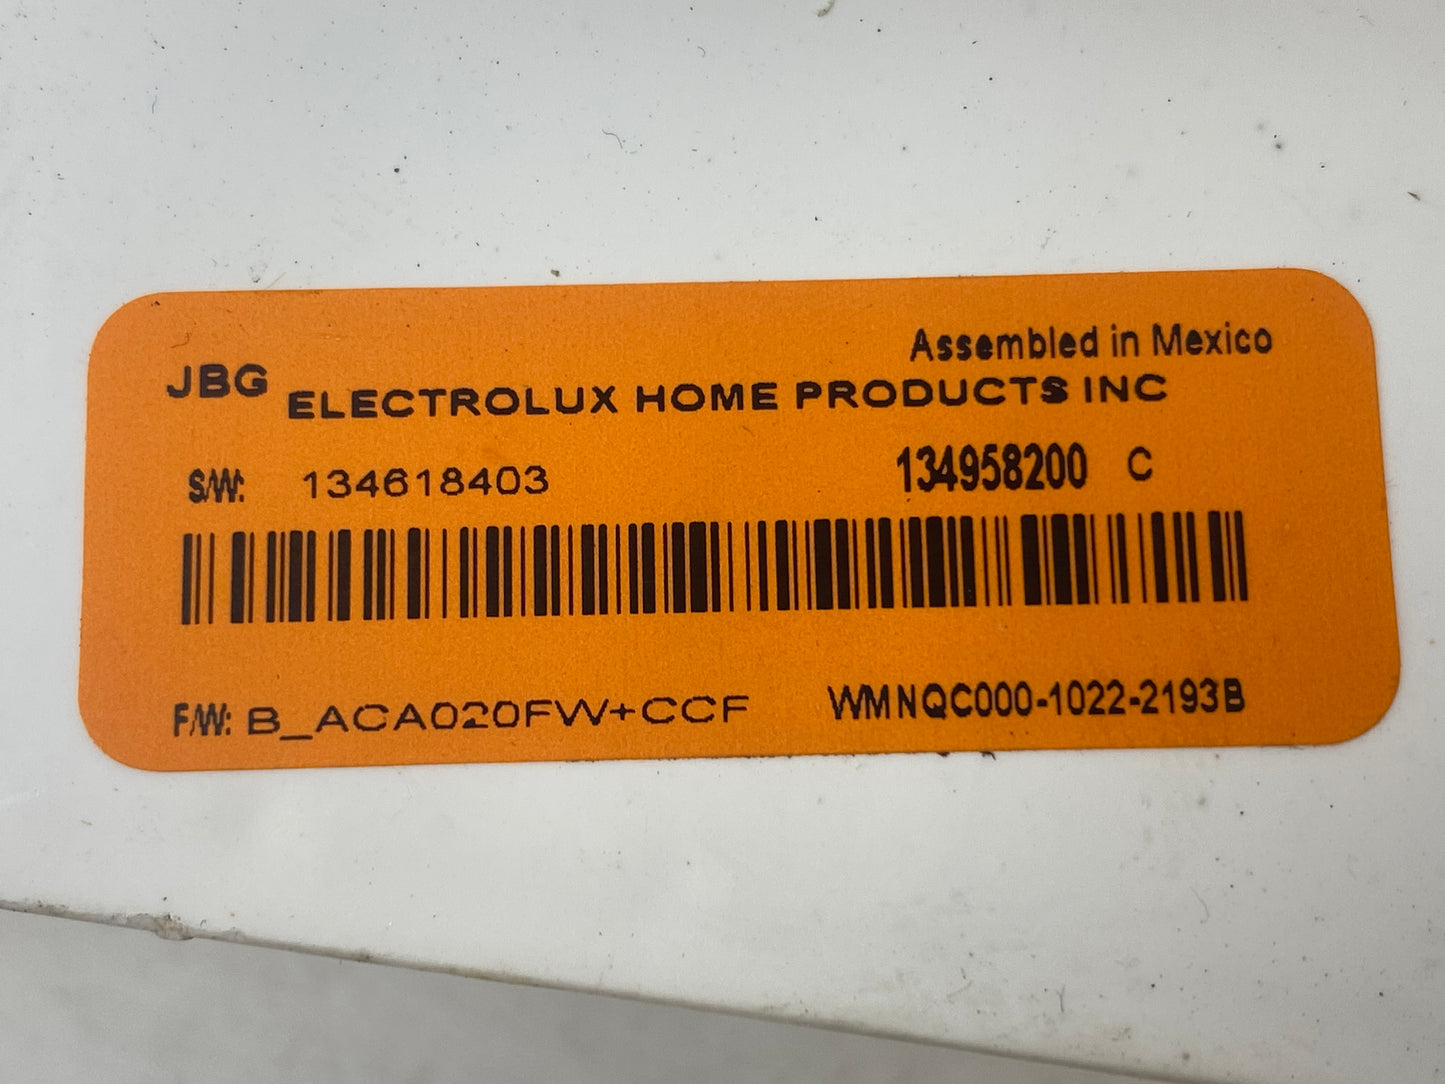 Assembled in Mexico
JBG ELECTROLUX HOME PRODUCTS INC
S/W: 134618403 134958200 C
F/W: B_ACA020FW+CCF WMNQC000-1022-2193B